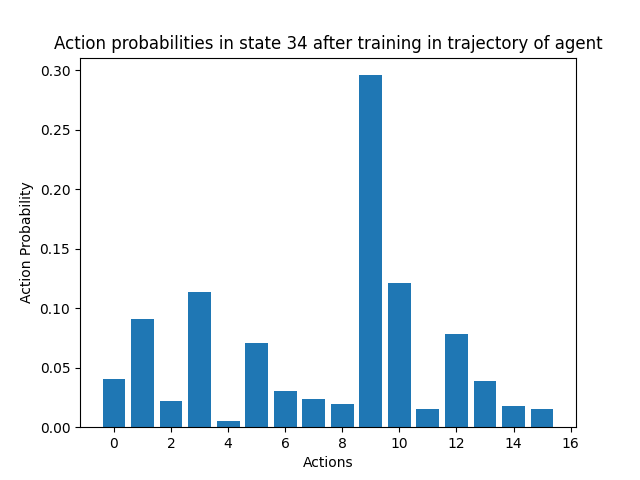 Action probabilities in state 34 after training in trajectory of agent
0.30
0.25
0.20
0.15
0.10
0.05
0.00
Action Probability
0 2 4 6 8 10 12 14 16
Actions